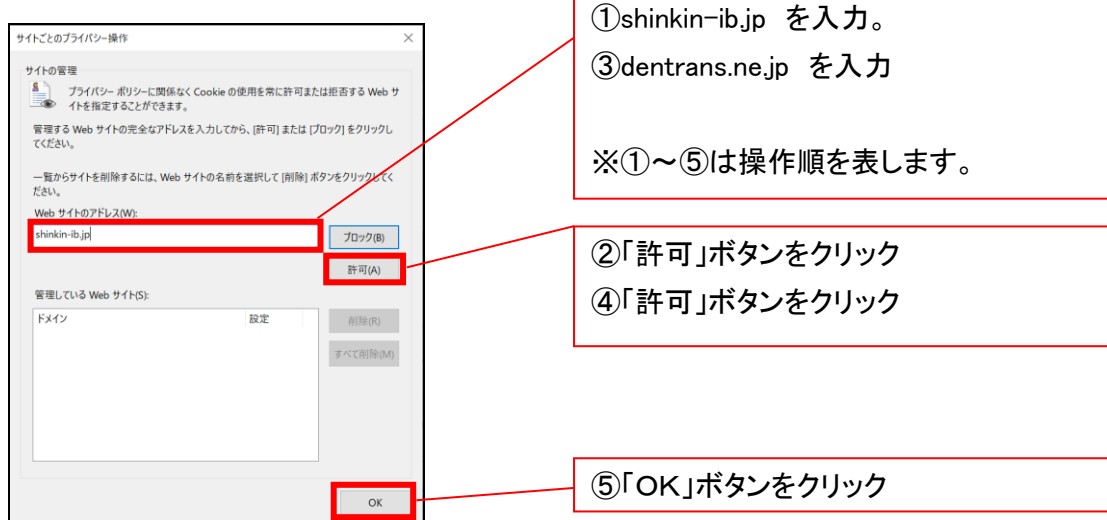 サイトごとのプライバシー操作
サイトの管理
プライバシー ポリシーに関係なく Cookie の使用を常に許可または拒否する Web サ
イトを指定することができます。
管理する Web サイトの完全なアドレスを入力してから、[許可] または [ブロック] をクリックし
てください。
一覧からサイトを削除するには、Web サイトの名前を選択して [削除] ボタンをクリックしてく
ださい。
Web サイトのアドレス(W):
shinkin-ib.jp
ブロック(B)
許可(A)
管理している Web サイト(S):
ドメイン 設定
削除(R)
すべて削除(M)
OK
①shinkin-ib.jp を入力。
③dentrans.ne.jp を入力
※①～⑤は操作順を表します。
②「許可」ボタンをクリック
④「許可」ボタンをクリック
⑤「OK」ボタンをクリック